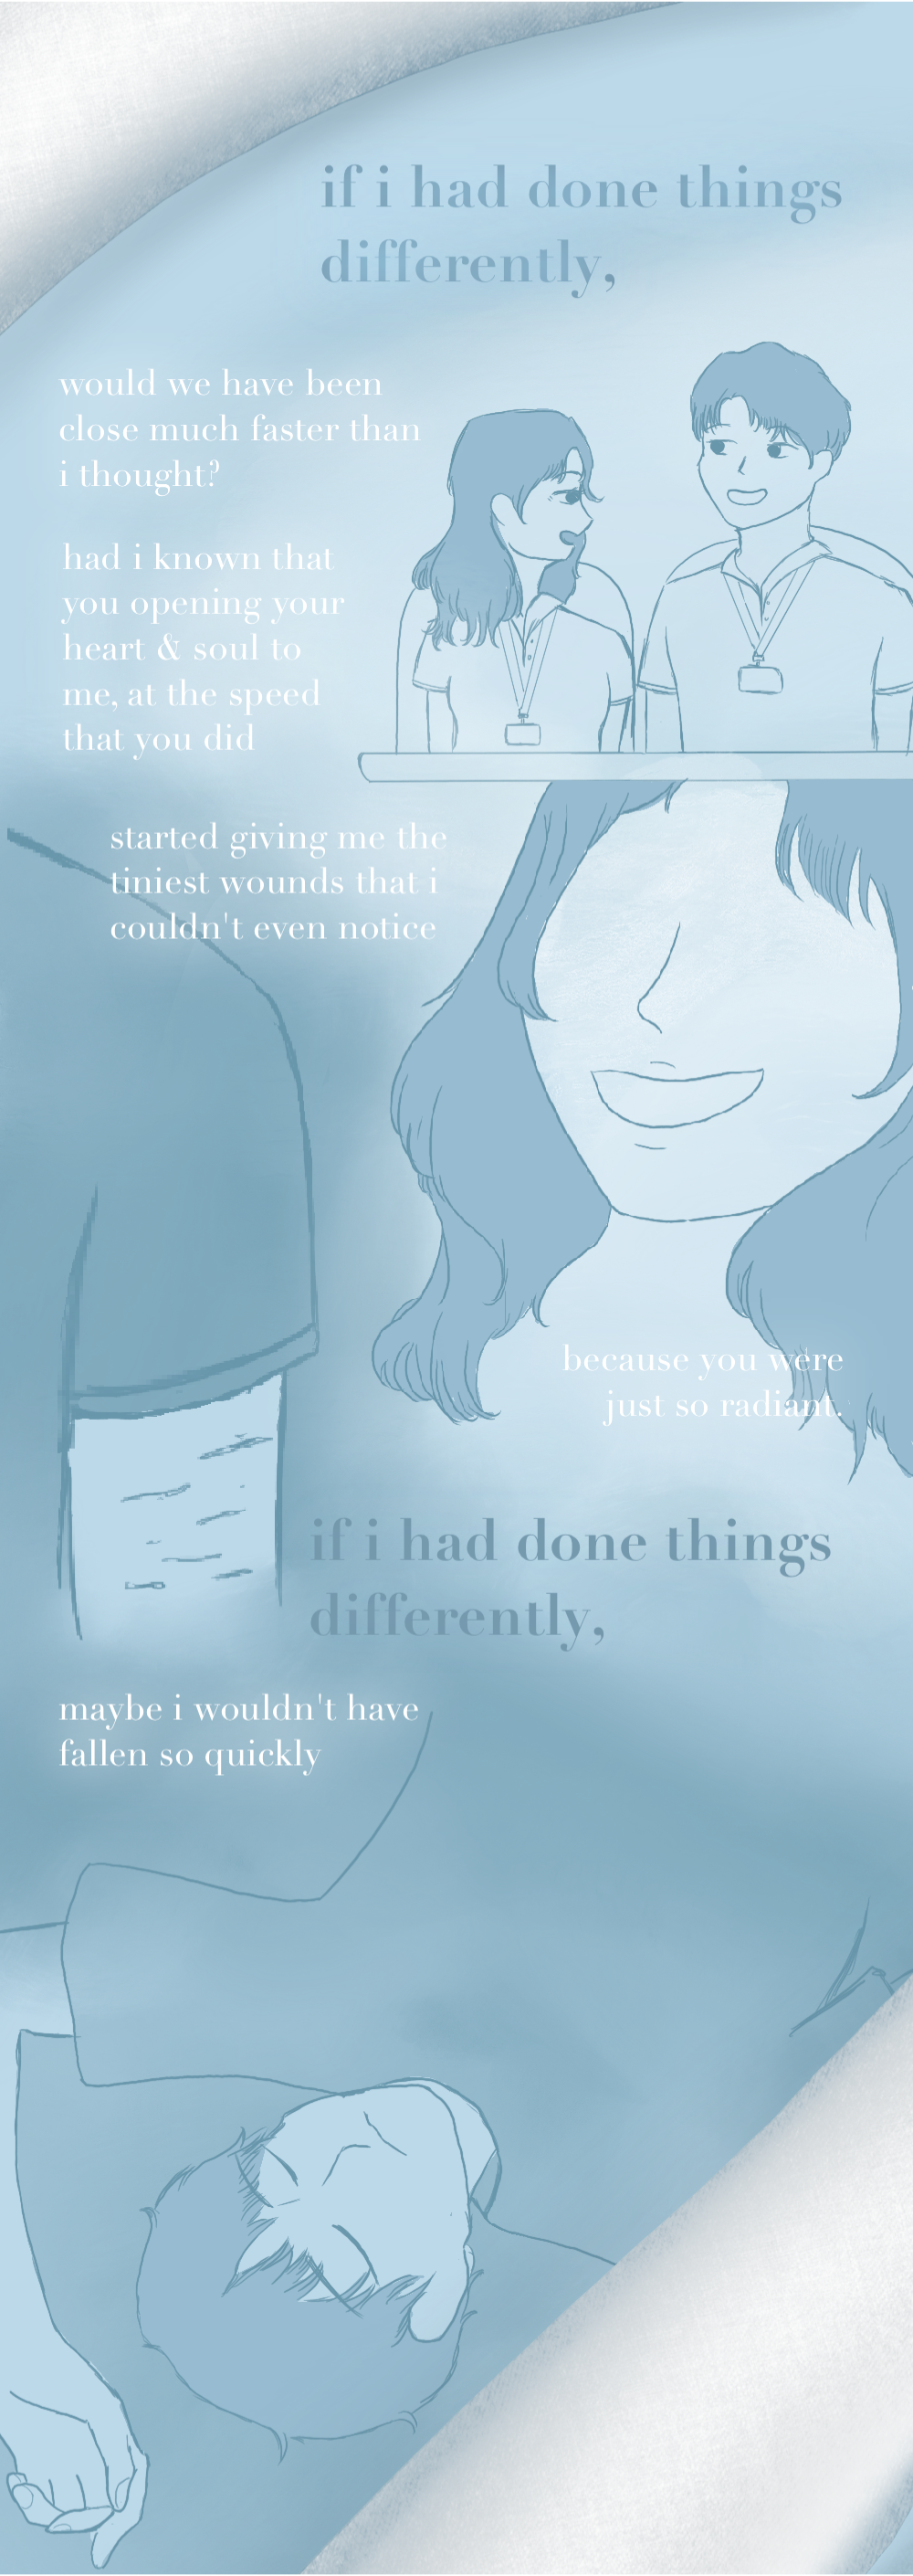 if i had done things
differently,
would we have been
close much faster than
i thought?
had i known that
you opening your
heart & soul to
me, at the speed
that you did
started giving me the
tiniest wounds that i
couldn't even notice
because you were
just so radiant.
if i had done things
differently,
maybe i wouldn't have
fallen so quickly